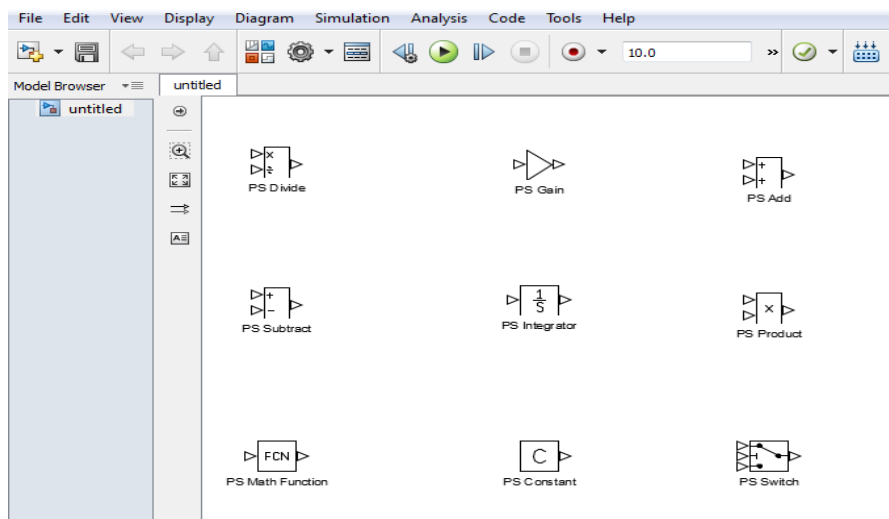 File Edit View Display Diagram Simulation Analysis Code Tools Help
10.0 »
Model Browser untitled
untitled
× ÷
PS Divide
PS Gain
+ +
PS Add
+ −
PS Subtract
1
S
PS Integrator
×
PS Product
FCN
PS Math Function
C
PS Constant
PS Switch